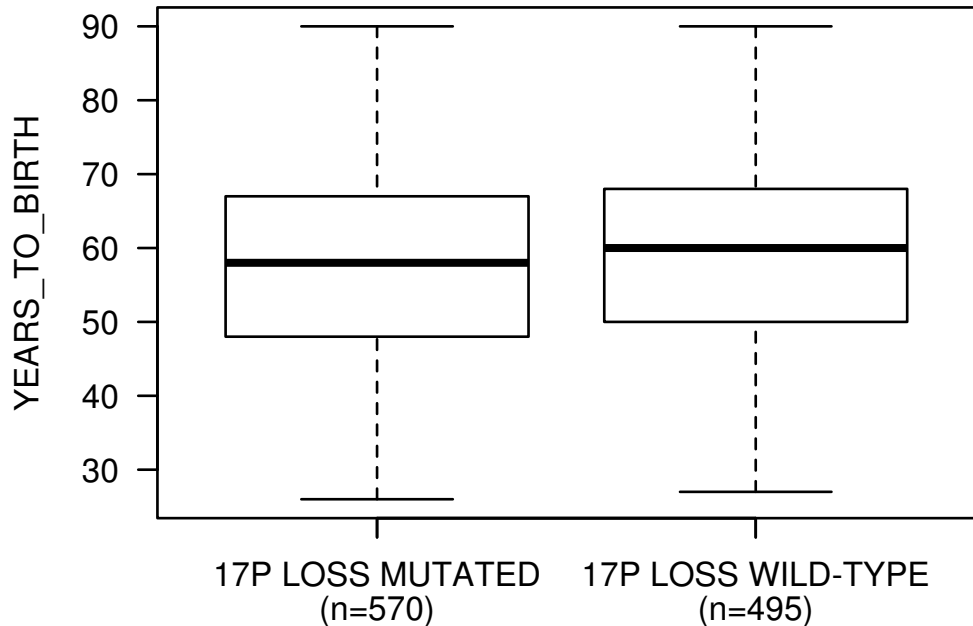 YEARS_TO_BIRTH
90
80
70
60
50
40
30
17P LOSS MUTATED
(n=570)
17P LOSS WILD-TYPE
(n=495)